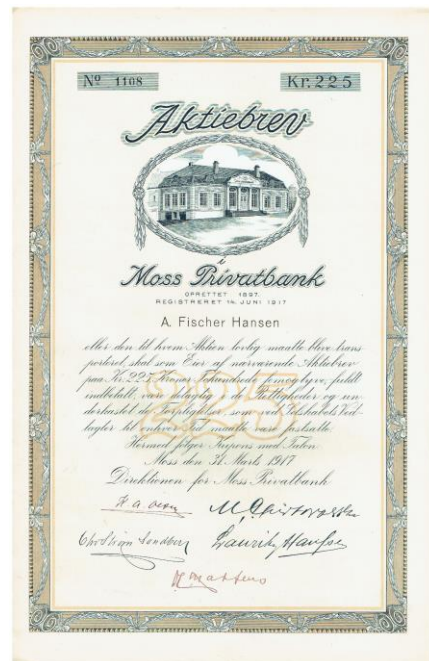 Nº 1108 Kr. 225
Aktiebrev
i
Moss Privatbank
OPRETTET 1897.
REGISTRERET 14. JUNI 1917
A. Fischer Hansen
eller den til hvem Aktien lovlig maatte blive trans
porteret, skal som Eier af nærværende Aktiebrev
paa Kr. 225 Kroner tohundrede femogtyve, fuldt
indbetalt, være delagtig i de Rettigheder og un
derkastet de Forpligtelser, som ved Selskabets Ved-
tægter til enhver Tid maatte være fastsatte.
Hermed følger Kupons med Talon.
Moss den 31. Marts 1917
Direktionen for Moss Privatbank
225